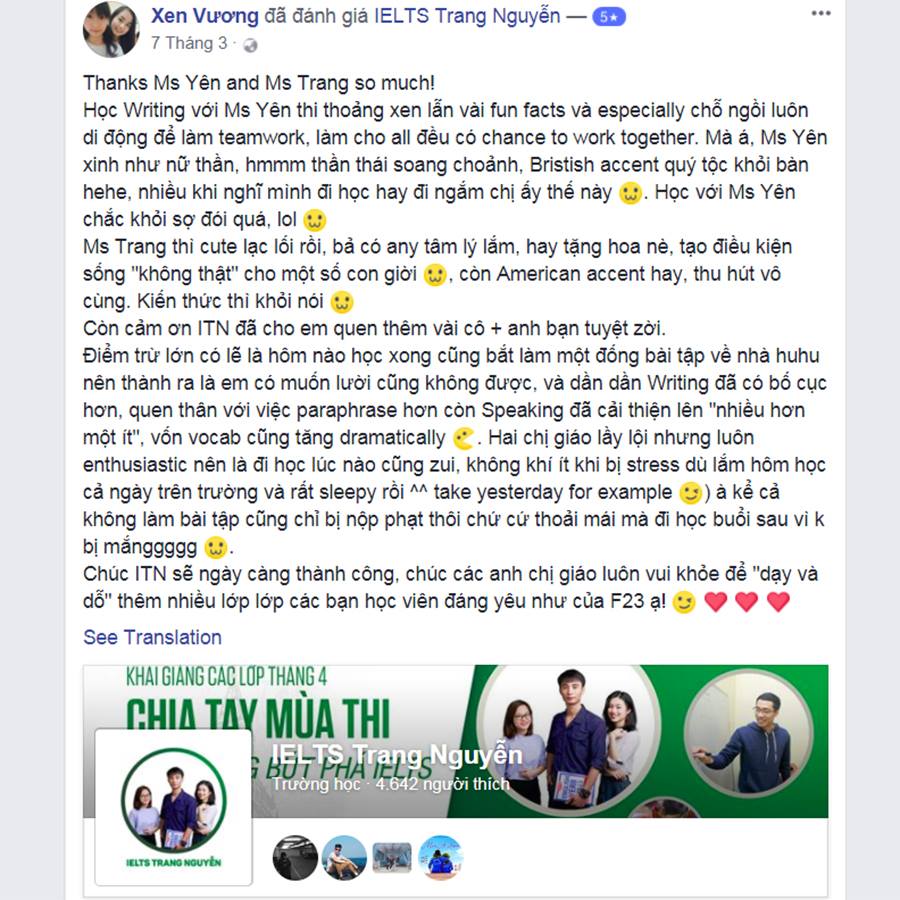 Xen Vương đã đánh giá IELTS Trang Nguyễn — 5★
7 Tháng 3 ·
Thanks Ms Yên and Ms Trang so much!
Học Writing với Ms Yên thi thoảng xen lẫn vài fun facts và especially chỗ ngồi luôn
di động để làm teamwork, làm cho all đều có chance to work together. Mà á, Ms Yên
xinh như nữ thần, hmmm thần thái soang choảnh, Bristish accent quý tộc khỏi bàn
hehe, nhiều khi nghĩ mình đi học hay đi ngắm chị ấy thế này. Học với Ms Yên
chắc khỏi sợ đói quá, lol
Ms Trang thì cute lạc lối rồi, bả có any tâm lý lắm, hay tặng hoa nè, tạo điều kiện
sống "không thật" cho một số con giời, còn American accent hay, thu hút vô
cùng. Kiến thức thì khỏi nói
Còn cảm ơn ITN đã cho em quen thêm vài cô + anh bạn tuyệt zời.
Điểm trừ lớn có lẽ là hôm nào học xong cũng bắt làm một đống bài tập về nhà huhu
nên thành ra là em có muốn lười cũng không được, và dần dần Writing đã có bố cục
hơn, quen thân với việc paraphrase hơn còn Speaking đã cải thiện lên "nhiều hơn
một ít", vốn vocab cũng tăng dramatically. Hai chị giáo lầy lội nhưng luôn
enthusiastic nên là đi học lúc nào cũng zui, không khí ít khi bị stress dù lắm hôm học
cả ngày trên trường và rất sleepy rồi ^^ take yesterday for example 😉) à kể cả
không làm bài tập cũng chỉ bị nộp phạt thôi chứ cứ thoải mái mà đi học buổi sau vì k
bị mắnggggg.
Chúc ITN sẽ ngày càng thành công, chúc các anh chị giáo luôn vui khỏe để "dạy và
dỗ" thêm nhiều lớp lớp các bạn học viên đáng yêu như của F23 ạ! 😉 ❤ ❤ ❤
See Translation
KHAI GIẢNG CÁC LỚP THÁNG 4
CHIA TAY MÙA THI
BỨT PHÁ IELTS
IELTS Trang Nguyễn
Trường học · 4.642 người thích
IELTS TRANG NGUYỄN